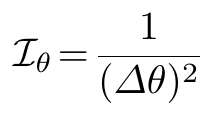 ℐ_θ = 1/(Δθ)²